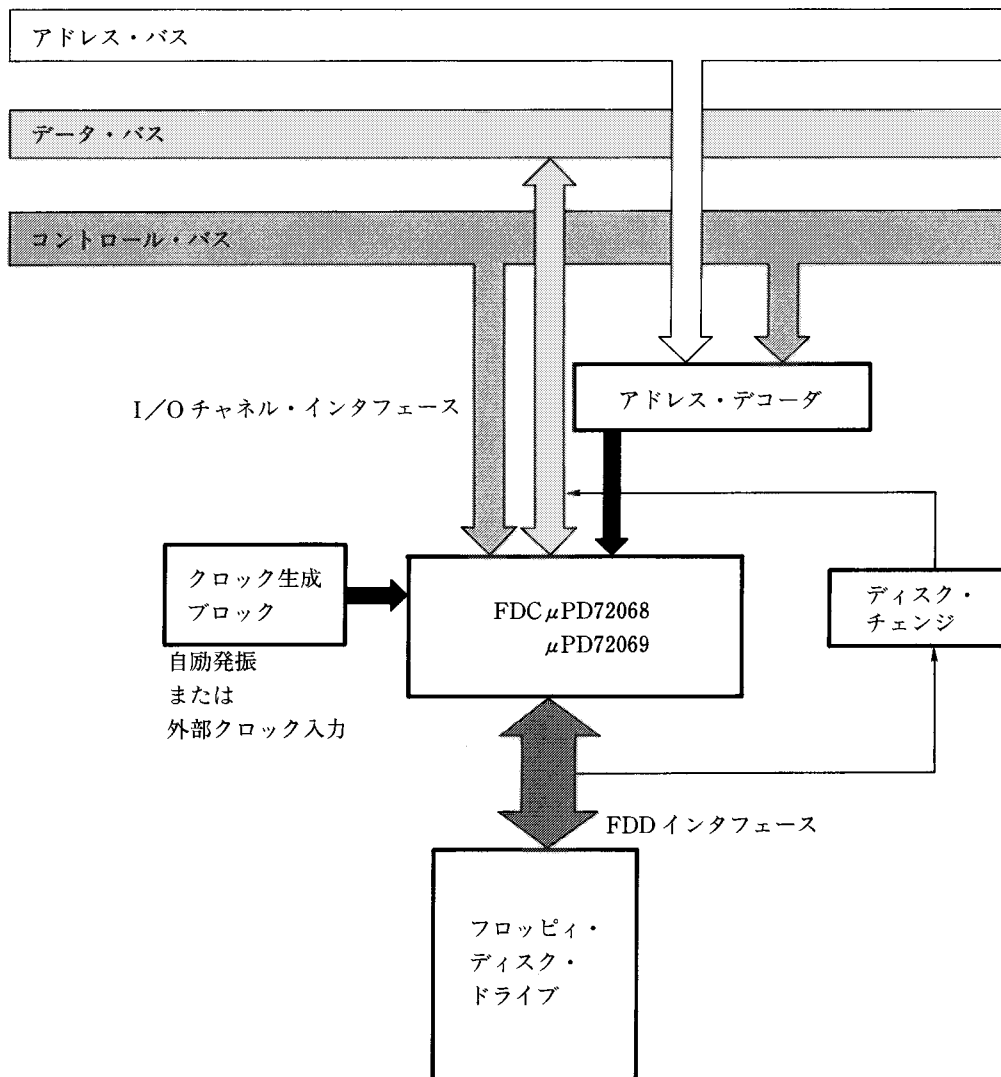 アドレス・バス
データ・バス
コントロール・バス
I/Oチャネル・インタフェース
アドレス・デコーダ
クロック生成
ブロック
自励発振
または
外部クロック入力
FDC μPD72068
μPD72069
ディスク・
チェンジ
FDDインタフェース
フロッピィ・
ディスク・
ドライブ